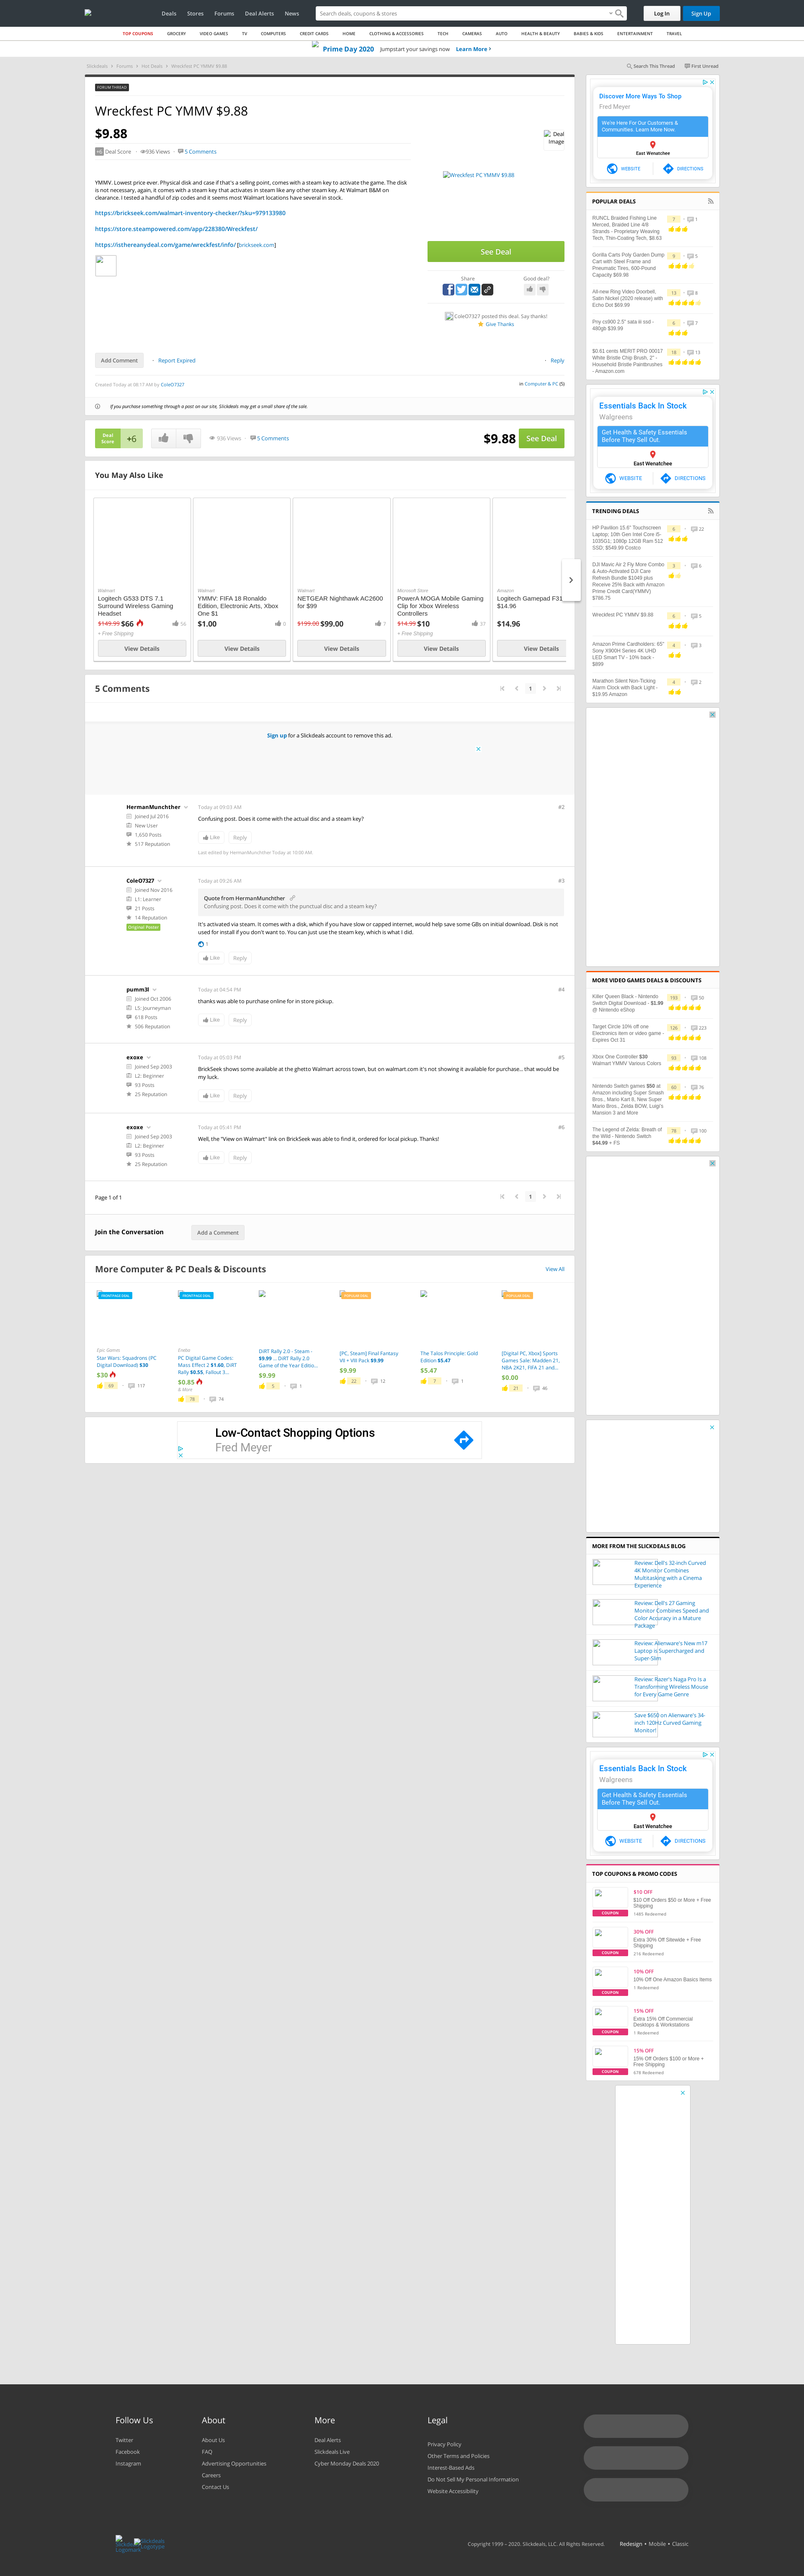 Deals Stores Forums Deal Alerts News
Search deals, coupons & stores
Log In
Sign Up
TOP COUPONS GROCERY VIDEO GAMES TV COMPUTERS CREDIT CARDS HOME CLOTHING & ACCESSORIES TECH CAMERAS AUTO HEALTH & BEAUTY BABIES & KIDS ENTERTAINMENT TRAVEL
Prime Day 2020 Jumpstart your savings now Learn More
Slickdeals Forums Hot Deals Wreckfest PC YMMV $9.88
Search This Thread First Unread
FORUM THREAD
Wreckfest PC YMMV $9.88
$9.88
+6 Deal Score 936 Views 5 Comments
Deal
Image
YMMV. Lowest price ever. Physical disk and case if that's a selling point, comes with a steam key to activate the game. The disk
is not necessary, again, it comes with a steam key if you don't have a disk drive or if you just prefer steam. At Walmart B&M on
clearance. I tested a handful of zip codes and it seems most Walmart locations have several in stock.
https://brickseek.com/walmart-inventory-checker/?sku=979133980
https://store.steampowered.com/app/228380/Wreckfest/
https://isthereanydeal.com/game/wreckfest/info/ [brickseek.com]
Wreckfest PC YMMV $9.88
See Deal
Share
Good deal?
ColeO7327 posted this deal. Say thanks!
Give Thanks
Add Comment Report Expired Reply
Created Today at 08:17 AM by ColeO7327
in Computer & PC (5)
If you purchase something through a post on our site, Slickdeals may get a small share of the sale.
Deal
Score
+6
936 Views 5 Comments
$9.88
See Deal
You May Also Like
Walmart
Logitech G533 DTS 7.1
Surround Wireless Gaming
Headset
$149.99 $66 56
+ Free Shipping
View Details
Walmart
YMMV: FIFA 18 Ronaldo
Edition, Electronic Arts, Xbox
One $1
$1.00 0
View Details
Walmart
NETGEAR Nighthawk AC2600
for $99
$199.00 $99.00 7
View Details
Microsoft Store
PowerA MOGA Mobile Gaming
Clip for Xbox Wireless
Controllers
$14.99 $10 37
+ Free Shipping
View Details
Amazon
Logitech Gamepad F31
$14.96
$14.96
View Details
5 Comments
1
Sign up for a Slickdeals account to remove this ad.
HermanMunchther
Joined Jul 2016
New User
1,650 Posts
517 Reputation
Today at 09:03 AM #2
Confusing post. Does it come with the actual disc and a steam key?
Like Reply
Last edited by HermanMunchther Today at 10:00 AM
ColeO7327
Joined Nov 2016
L1: Learner
21 Posts
14 Reputation
Original Poster
Today at 09:26 AM #3
Quote from HermanMunchther
Confusing post. Does it come with the punctual disc and a steam key?
It's activated via steam. It comes with a disk, which if you have slow or capped internet, would help save some GBs on initial download. Disk is not
used for install if you don't want to. You can just use the steam key, which is what I did.
1
Like Reply
pumm3l
Joined Oct 2006
L5: Journeyman
618 Posts
506 Reputation
Today at 04:54 PM #4
thanks was able to purchase online for in store pickup.
Like Reply
exoxe
Joined Sep 2003
L2: Beginner
93 Posts
25 Reputation
Today at 05:03 PM #5
BrickSeek shows some available at the ghetto Walmart across town, but on walmart.com it's not showing it available for purchase... that would be
my luck.
Like Reply
exoxe
Joined Sep 2003
L2: Beginner
93 Posts
25 Reputation
Today at 05:41 PM #6
Well, the "View on Walmart" link on BrickSeek was able to find it, ordered for local pickup. Thanks!
Like Reply
Page 1 of 1
1
Join the Conversation
Add a Comment
More Computer & PC Deals & Discounts
View All
FRONTPAGE DEAL
Epic Games
Star Wars: Squadrons (PC
Digital Download) $30
$30
89 117
FRONTPAGE DEAL
Eneba
PC Digital Game Codes:
Mass Effect 2 $1.60, DiRT
Rally $0.55, Fallout 3...
$0.85
& More
76 74
DiRT Rally 2.0 - Steam -
$9.99 ... DiRT Rally 2.0
Game of the Year Editio...
$9.99
5 1
POPULAR DEAL
[PC, Steam] Final Fantasy
VII + VIII Pack $9.99
$9.99
22 12
The Talos Principle: Gold
Edition $5.47
$5.47
7 1
POPULAR DEAL
[Digital PC, Xbox] Sports
Games Sale: Madden 21,
NBA 2K21, FIFA 21 and...
$0.00
21 46
Low-Contact Shopping Options
Fred Meyer
Discover More Ways To Shop
Fred Meyer
We're Here For Our Customers &
Communities. Learn More Now.
East Wenatchee
WEBSITE DIRECTIONS
POPULAR DEALS
RUNCL Braided Fishing Line
Merced, Braided Line 4/8
Strands - Proprietary Weaving
Tech, Thin-Coating Tech, $8.63
7 1
Gorilla Carts Poly Garden Dump
Cart with Steel Frame and
Pneumatic Tires, 600-Pound
Capacity $69.98
9 5
All-new Ring Video Doorbell,
Satin Nickel (2020 release) with
Echo Dot $69.99
13 8
Pny cs900 2.5" sata iii ssd -
480gb $39.99
6 7
$0.61 cents MERIT PRO 00017
White Bristle Chip Brush, 2" -
Household Bristle Paintbrushes
- Amazon.com
18 13
Essentials Back In Stock
Walgreens
Get Health & Safety Essentials
Before They Sell Out.
East Wenatchee
WEBSITE DIRECTIONS
TRENDING DEALS
HP Pavilion 15.6" Touchscreen
Laptop: 10th Gen Intel Core i5-
1035G1; 1080p 12GB Ram 512
SSD; $549.99 Costco
6 22
DJI Mavic Air 2 Fly More Combo
& Auto-Activated DJI Care
Refresh Bundle $1049 plus
Receive 25% Back with Amazon
Prime Credit Card(YMMV)
$786.75
3 6
Wreckfest PC YMMV $9.88
6 5
Amazon Prime Cardholders: 65"
Sony X900H Series 4K UHD
LED Smart TV - 10% back -
$899
4 3
Marathon Silent Non-Ticking
Alarm Clock with Back Light -
$19.95 Amazon
4 2
MORE VIDEO GAMES DEALS & DISCOUNTS
Killer Queen Black - Nintendo
Switch Digital Download - $1.99
@ Nintendo eShop
193 59
Target Circle 10% off one
Electronics item or video game -
Expires Oct 31
126 223
Xbox One Controller $30
Walmart YMMV Various Colors
93 108
Nintendo Switch games $50 at
Amazon including Super Smash
Bros., Mario Kart 8, New Super
Mario Bros., Zelda BOW, Luigi's
Mansion 3 and More
60 76
The Legend of Zelda: Breath of
the Wild - Nintendo Switch
$44.99 + FS
78 100
MORE FROM THE SLICKDEALS BLOG
Review: Dell's 32-inch Curved
4K Monitor Combines
Multitasking with a Cinema
Experience
Review: Dell's 27 Gaming
Monitor Combines Speed and
Color Accuracy in a Mature
Package
Review: Alienware's New m17
Laptop is Supercharged and
Super-Slim
Review: Razer's Naga Pro Is a
Transforming Wireless Mouse
for Every Game Genre
Save $650 on Alienware's 34-
inch 120Hz Curved Gaming
Monitor!
Essentials Back In Stock
Walgreens
Get Health & Safety Essentials
Before They Sell Out.
East Wenatchee
WEBSITE DIRECTIONS
TOP COUPONS & PROMO CODES
COUPON
$10 OFF
$10 Off Orders $50 or More + Free
Shipping
1485 Redeemed
COUPON
30% OFF
Extra 30% Off Sitewide + Free
Shipping
216 Redeemed
COUPON
10% OFF
10% Off One Amazon Basics Items
1 Redeemed
COUPON
15% OFF
Extra 15% Off Commercial
Desktops & Workstations
1 Redeemed
COUPON
15% OFF
15% Off Orders $100 or More +
Free Shipping
678 Redeemed
Follow Us
Twitter
Facebook
Instagram
About
About Us
FAQ
Advertising Opportunities
Careers
Contact Us
More
Deal Alerts
Slickdeals Live
Cyber Monday Deals 2020
Legal
Privacy Policy
Other Terms and Policies
Interest-Based Ads
Do Not Sell My Personal Information
Website Accessibility
Copyright 1999 - 2020. Slickdeals, LLC. All Rights Reserved. Redesign • Mobile • Classic